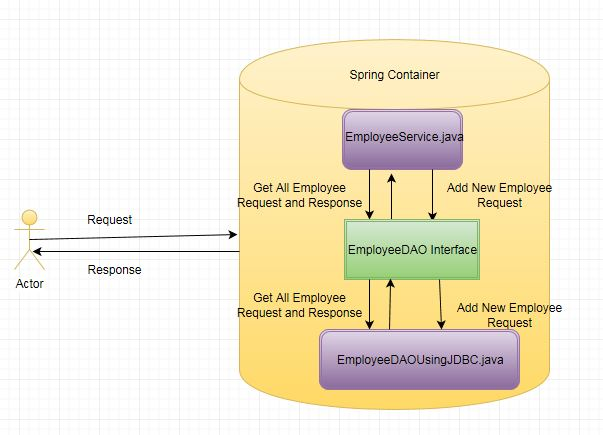 Spring Container
EmployeeService.java
Get All Employee
Request and Response
Add New Employee
Request
Request
EmployeeDAO Interface
Response
Actor
Get All Employee
Request and Response
Add New Employee
Request
EmployeeDAOUsingJDBC.java